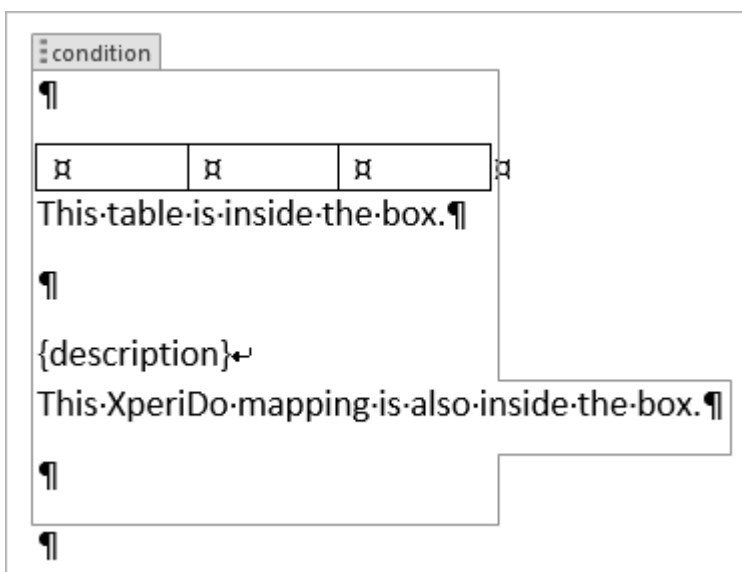 condition
¶
¤ ¤ ¤ ¤
This·table·is·inside·the·box.¶
¶
{description}↵
This·XperiDo·mapping·is·also·inside·the·box.¶
¶
¶